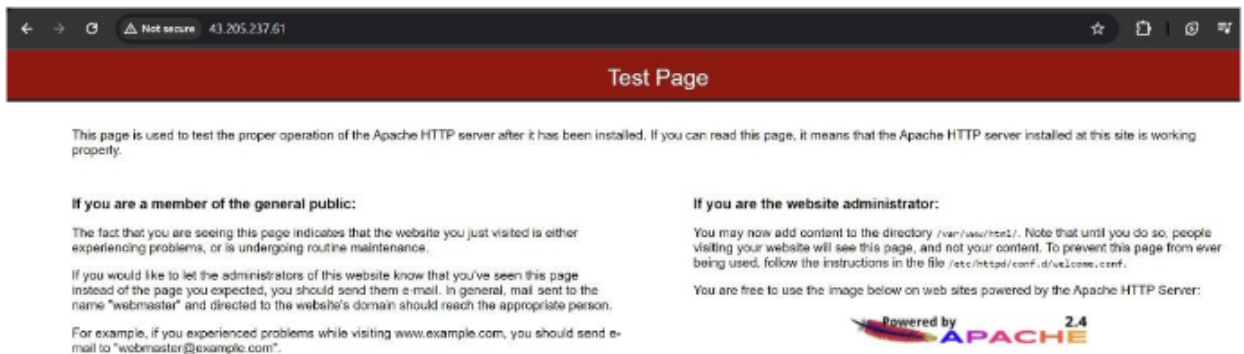 Not secure 43.205.237.61
Test Page
This page is used to test the proper operation of the Apache HTTP server after it has been installed. If you can read this page, it means that the Apache HTTP server installed at this site is working
properly.
If you are a member of the general public:
The fact that you are seeing this page indicates that the website you just visited is either
experiencing problems, or is undergoing routine maintenance.
If you would like to let the administrators of this website know that you've seen this page
instead of the page you expected, you should send them e-mail. In general, mail sent to the
name "webmaster" and directed to the website's domain should reach the appropriate person.
For example, if you experienced problems while visiting www.example.com, you should send e-
mail to "webmaster@example.com".
If you are the website administrator:
You may now add content to the directory /var/www/html/. Note that until you do so, people
visiting your website will see this page, and not your content. To prevent this page from ever
being used, follow the instructions in the file /etc/httpd/conf.d/welcome.conf.
You are free to use the image below on web sites powered by the Apache HTTP Server:
Powered by 2.4
APACHE